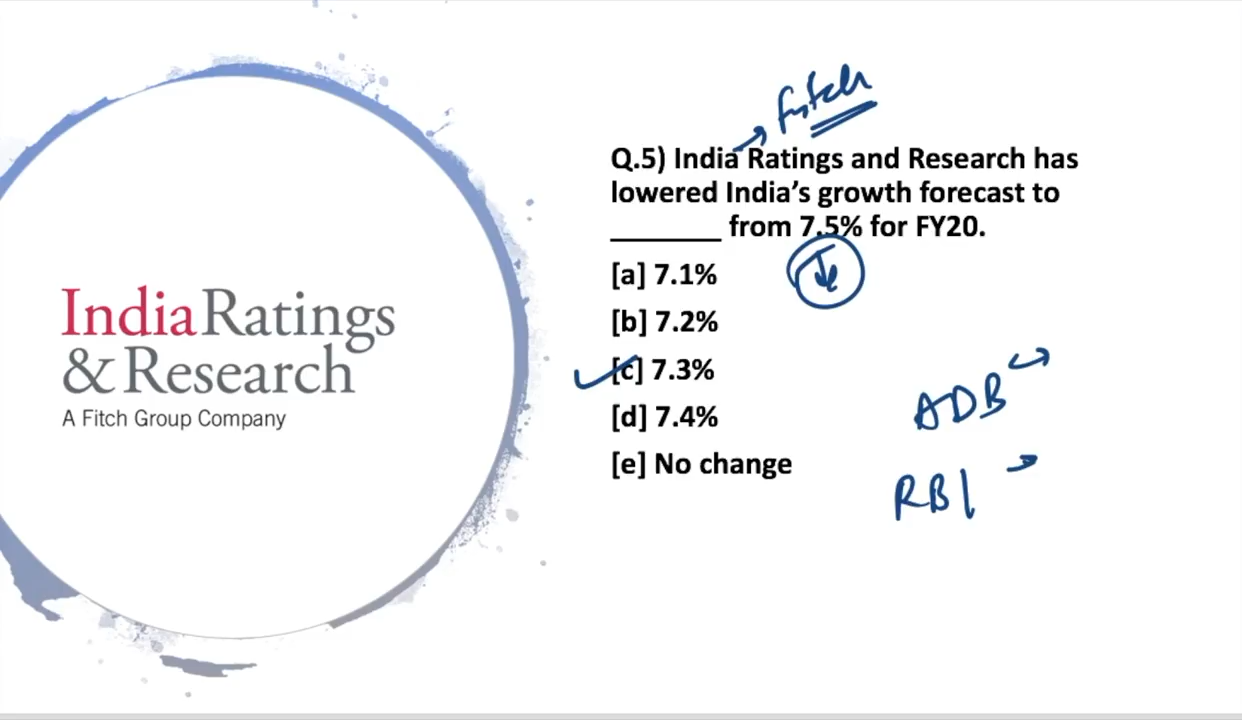 India Ratings
& Research
A Fitch Group Company
Fitch
Q.5) India Ratings and Research has
lowered India’s growth forecast to
________ from 7.5% for FY20.
[a] 7.1%
[b] 7.2%
[c] 7.3%
[d] 7.4%
[e] No change
ADB
RBI